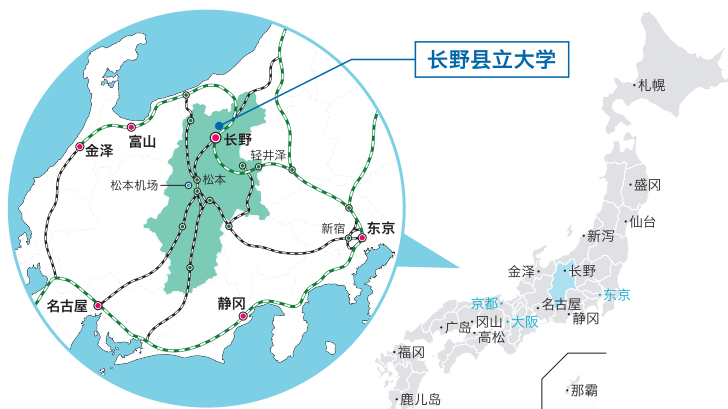 长野县立大学
富山
金泽
长野
轻井泽
松本机场
松本
新宿
东京
名古屋
静冈
札幌
盛冈
仙台
新泻
金泽
长野
京都
东京
名古屋
静冈
广岛
冈山
大阪
高松
福冈
那霸
鹿儿岛